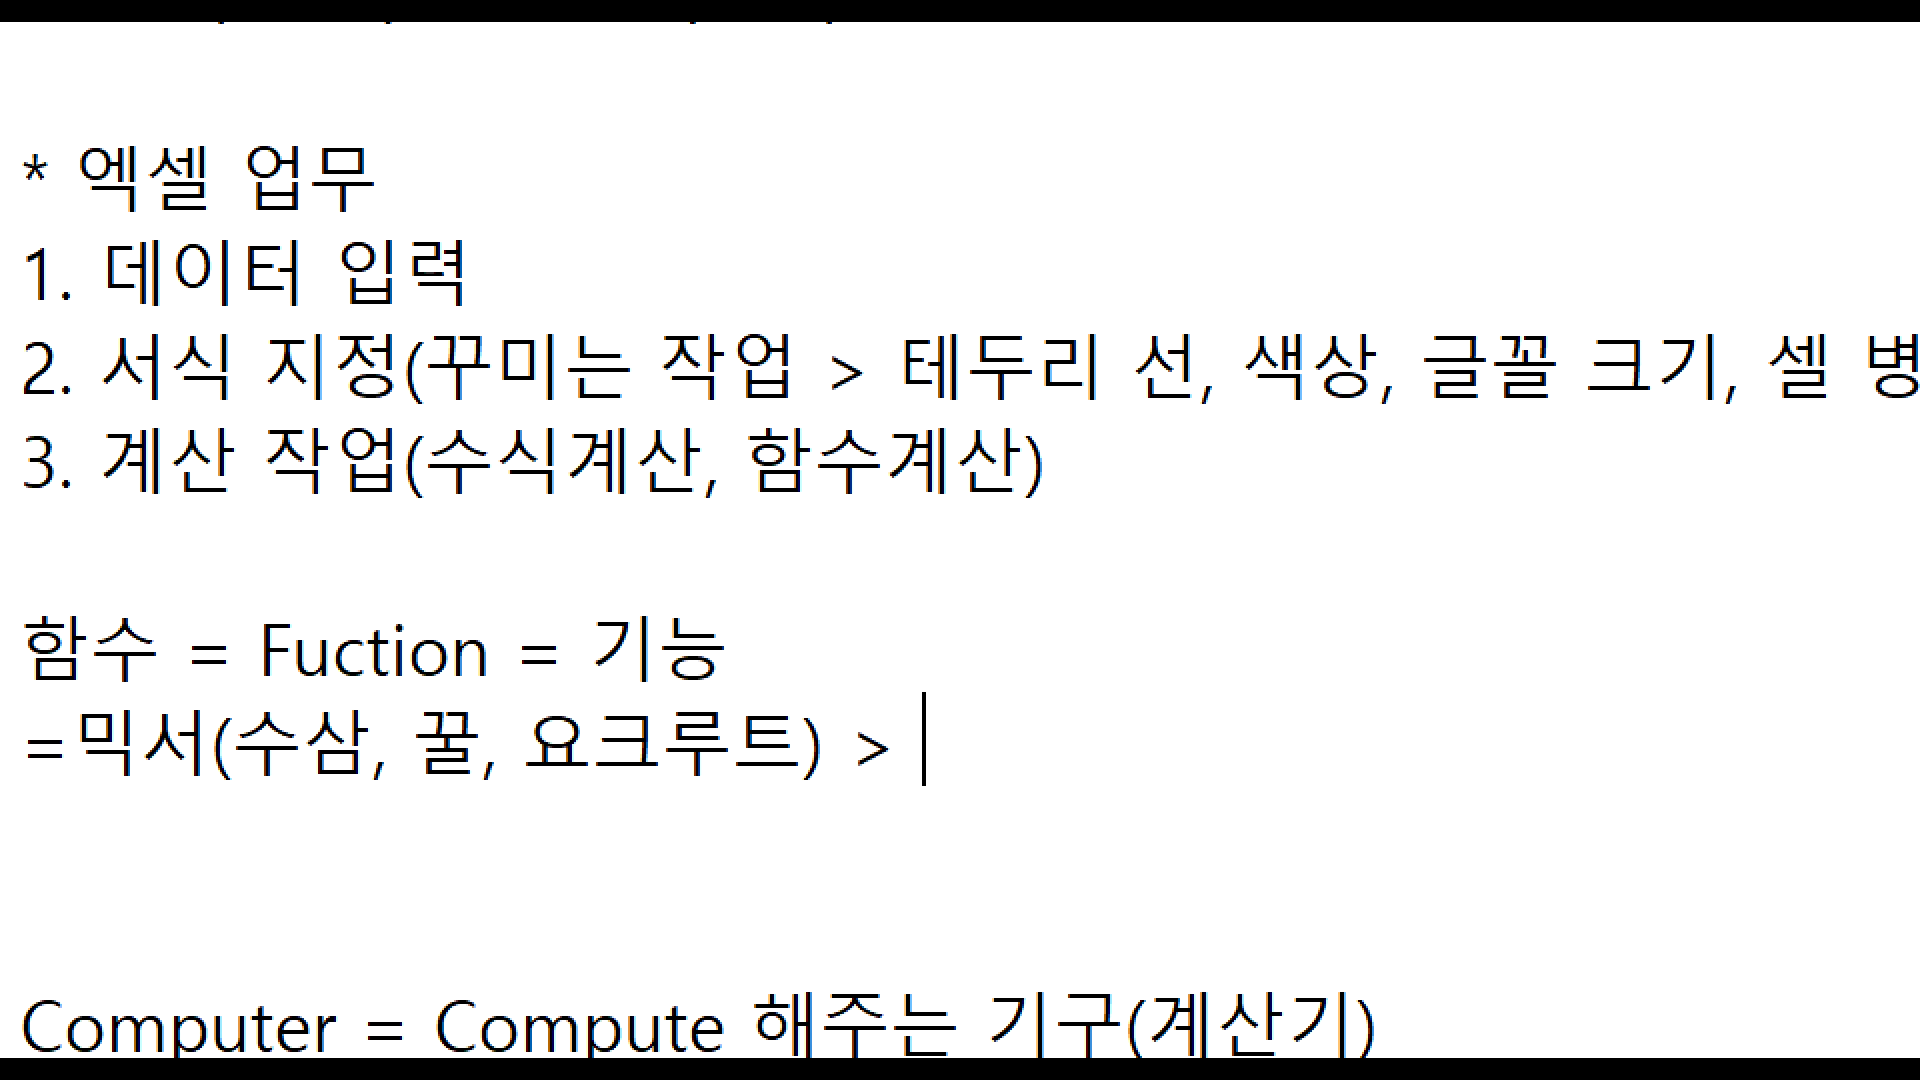 * 엑셀 업무
1. 데이터 입력
2. 서식 지정(꾸미는 작업 > 테두리 선, 색상, 글꼴 크기, 셀 병
3. 계산 작업(수식계산, 함수계산)
함수 = Fuction = 기능
=믹서(수삼, 꿀, 요크루트) >
Computer = Compute 해주는 기구(계산기)